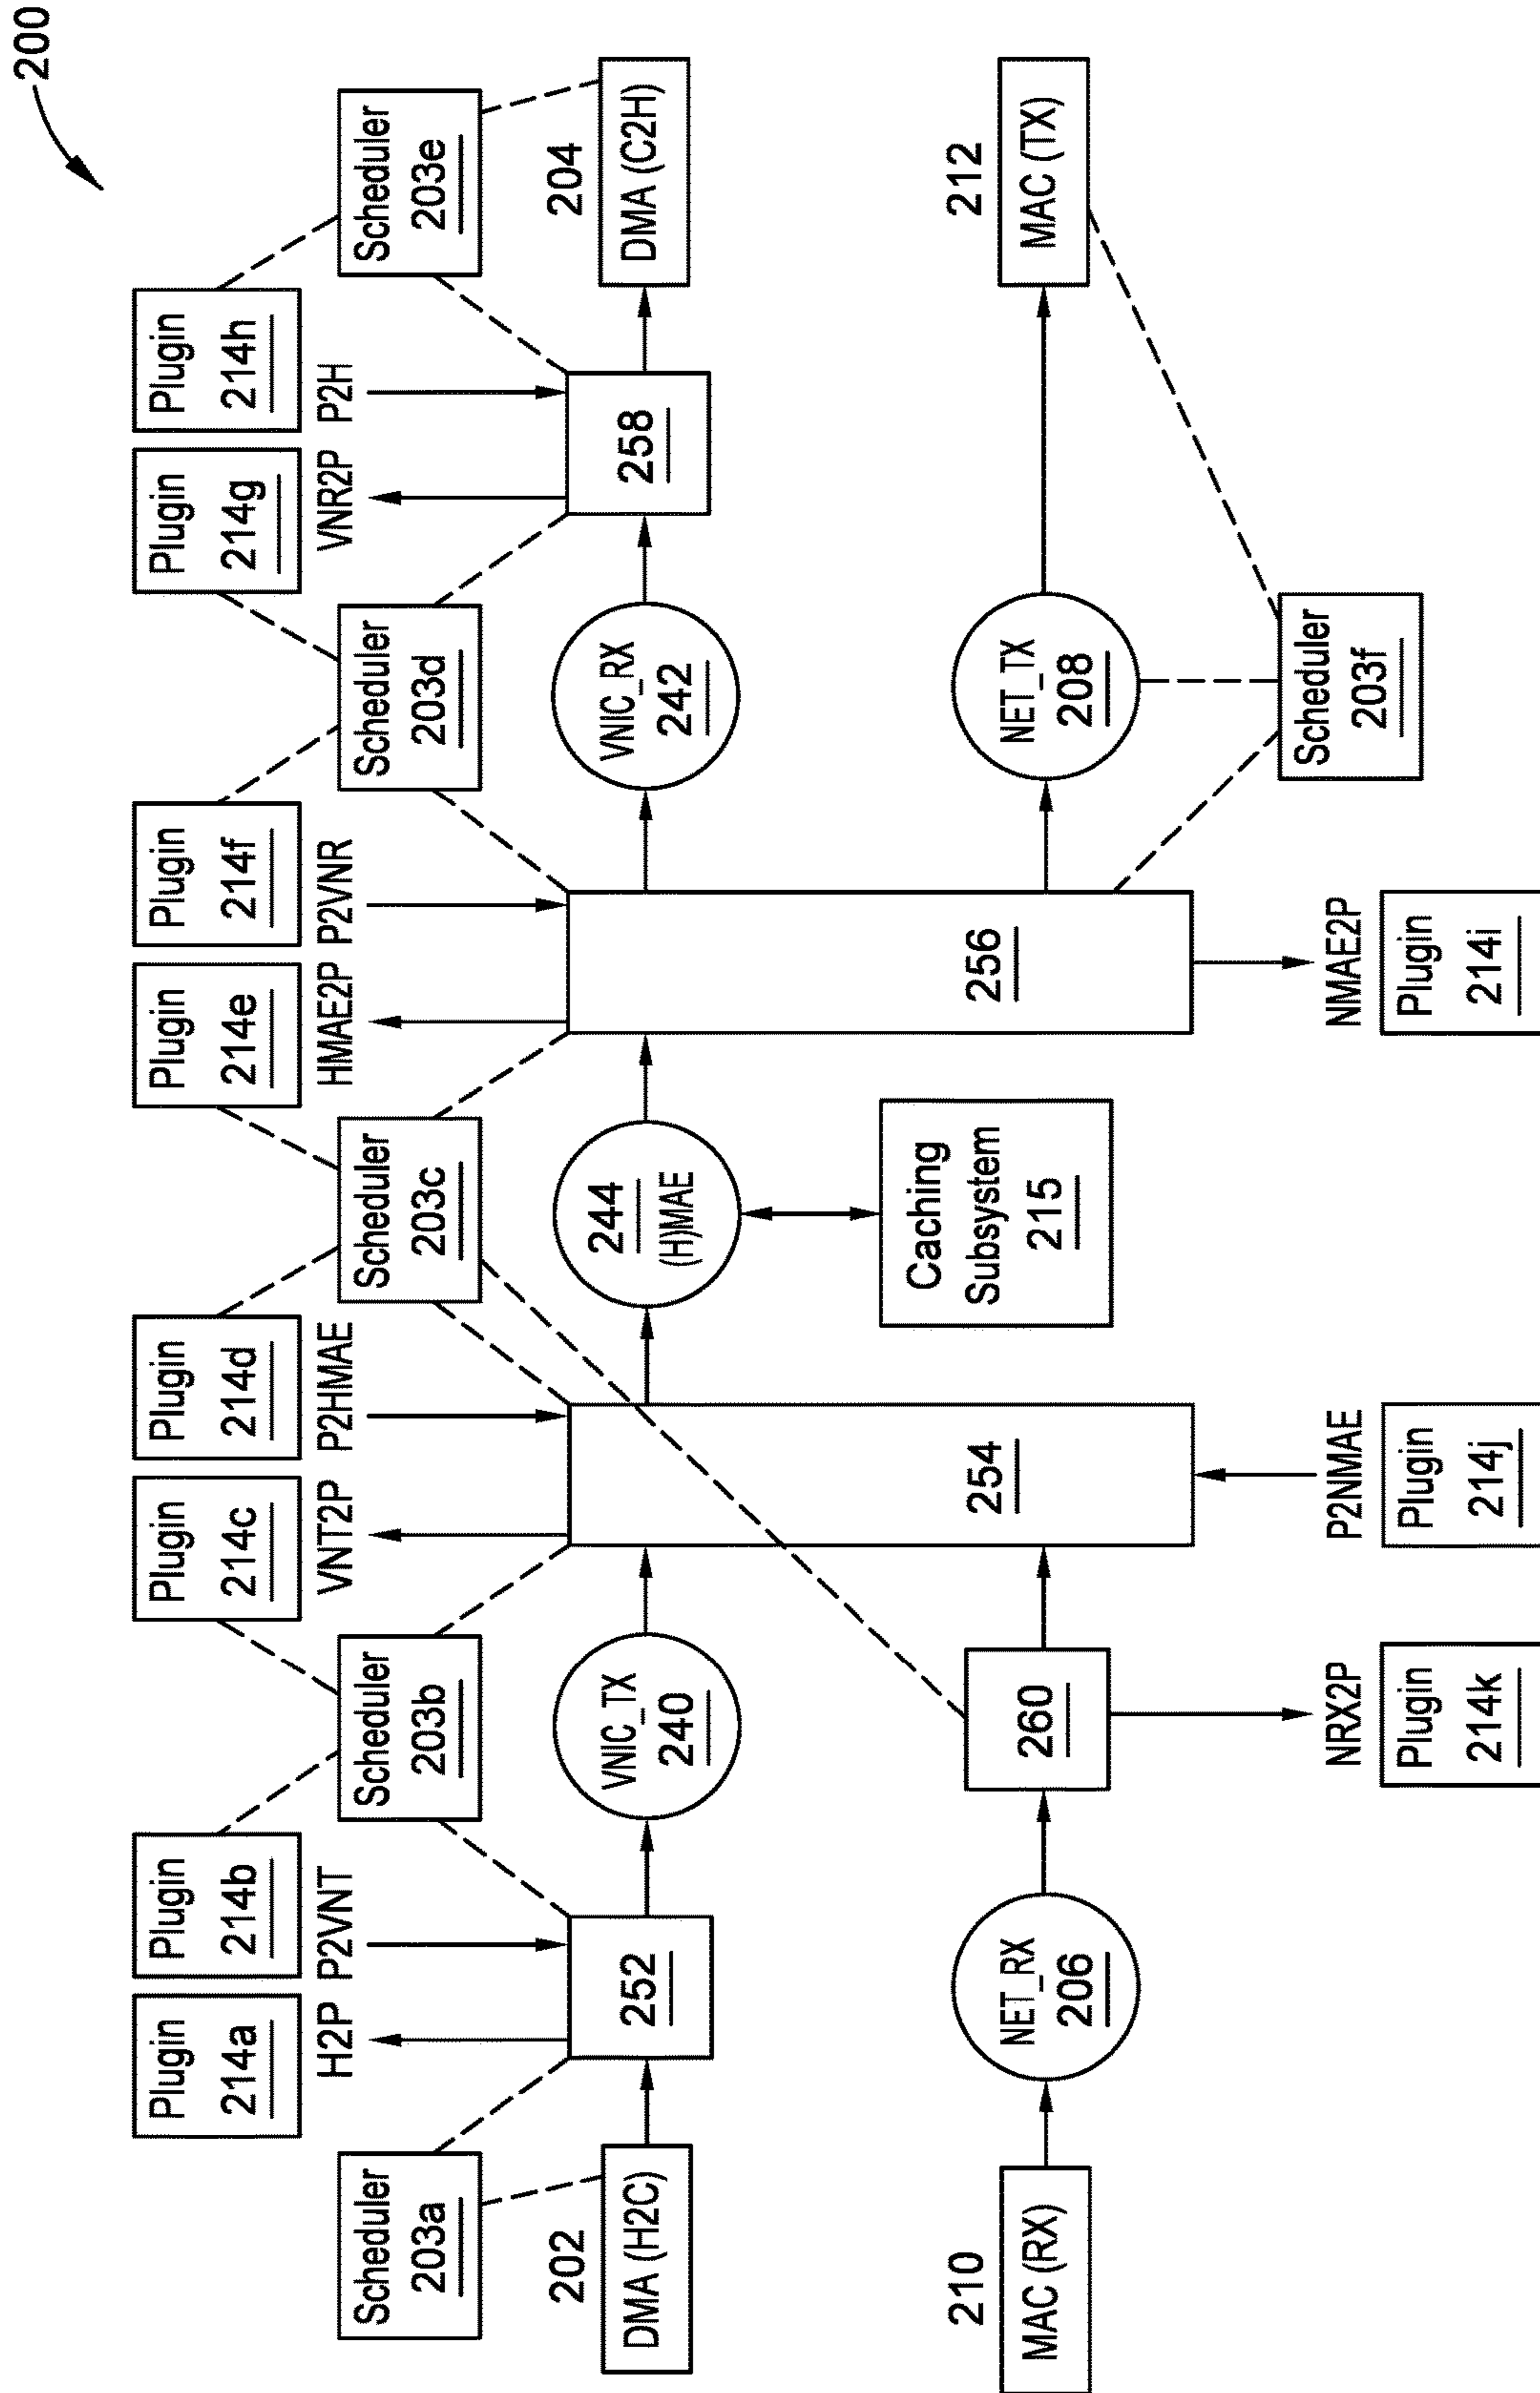 200
Plugin
214a
Plugin
214b
Plugin
214c
Plugin
214d
Plugin
214e
Plugin
214f
Plugin
214g
Plugin
214h
H2P
P2VNT
VNT2P
P2HMAE
HMAE2P
P2VNR
VNR2P
P2H
Scheduler
203a
Scheduler
203b
Scheduler
203c
Scheduler
203d
Scheduler
203e
202
DMA (H2C)
252
VNIC_TX
240
244
(H)MAE
VNIC_RX
242
258
204
DMA (C2H)
Caching
Subsystem
215
254
256
210
MAC (RX)
NET_RX
206
260
NET_TX
208
212
MAC (TX)
Scheduler
203f
NRX2P
P2NMAE
NMAE2P
Plugin
214k
Plugin
214j
Plugin
214i